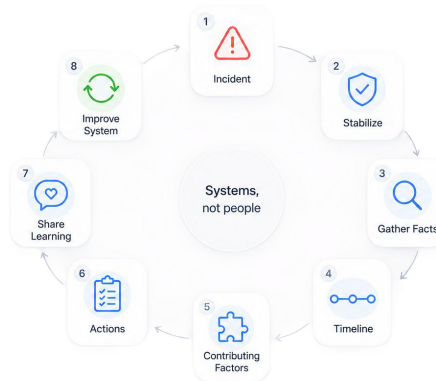 1
Incident
2
Stabilize
3
Gather Facts
4
Timeline
5
Contributing
Factors
6
Actions
7
Share
Learning
8
Improve
System
Systems,
not people